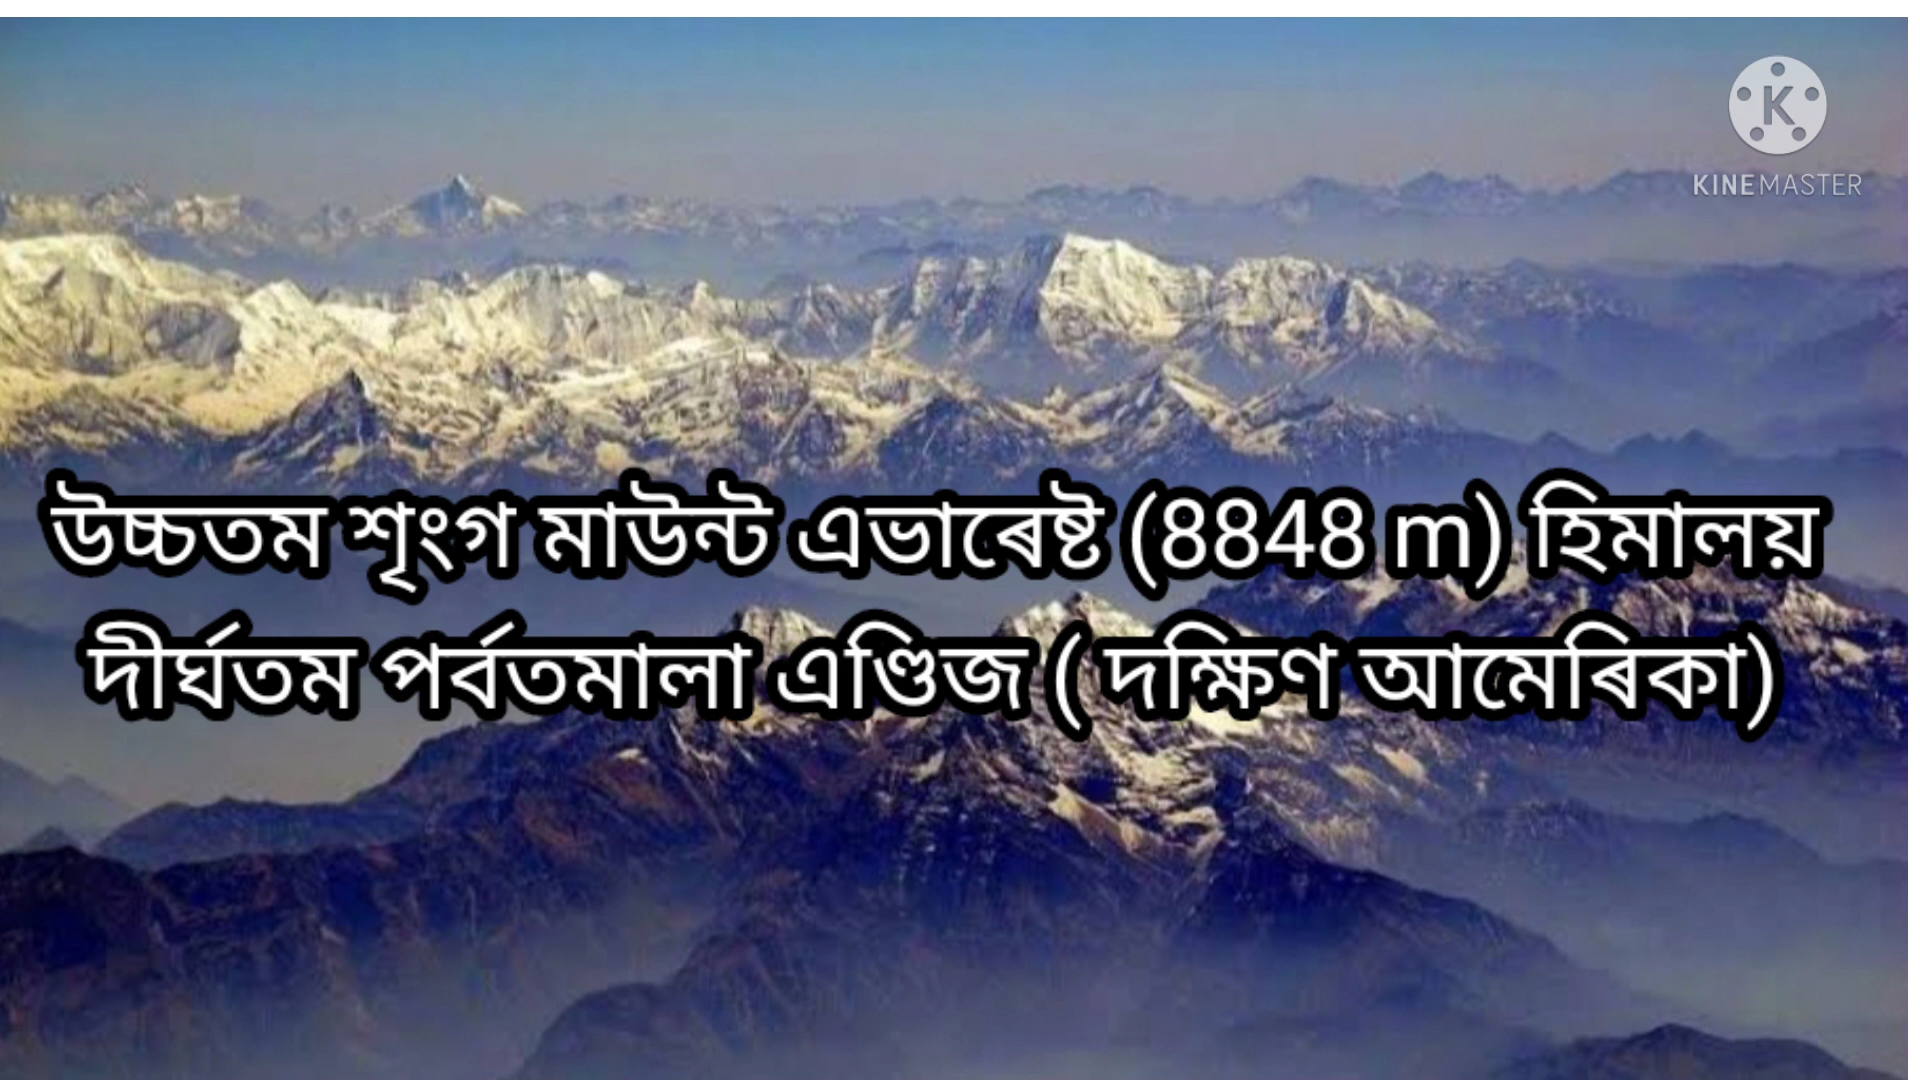 K
KINEMASTER
উচ্চতম শৃংগ মাউন্ট এভাৰেষ্ট (8848 m) হিমালয়
দীৰ্ঘতম পৰ্বতমালা এণ্ডিজ ( দক্ষিণ আমেৰিকা)